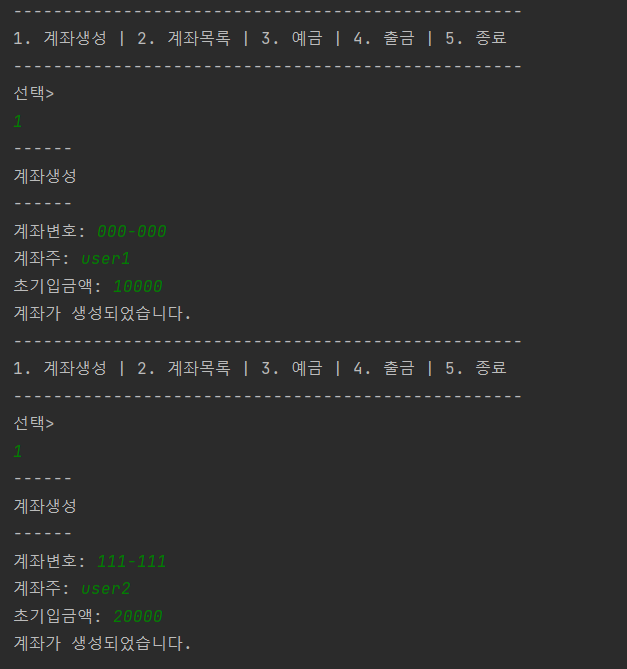 ---------------------------------------------------
1. 계좌생성 | 2. 계좌목록 | 3. 예금 | 4. 출금 | 5. 종료
---------------------------------------------------
선택>
1
------
계좌생성
------
계좌변호: 000-000
계좌주: user1
초기입금액: 10000
계좌가 생성되었습니다.
---------------------------------------------------
1. 계좌생성 | 2. 계좌목록 | 3. 예금 | 4. 출금 | 5. 종료
---------------------------------------------------
선택>
1
------
계좌생성
------
계좌변호: 111-111
계좌주: user2
초기입금액: 20000
계좌가 생성되었습니다.